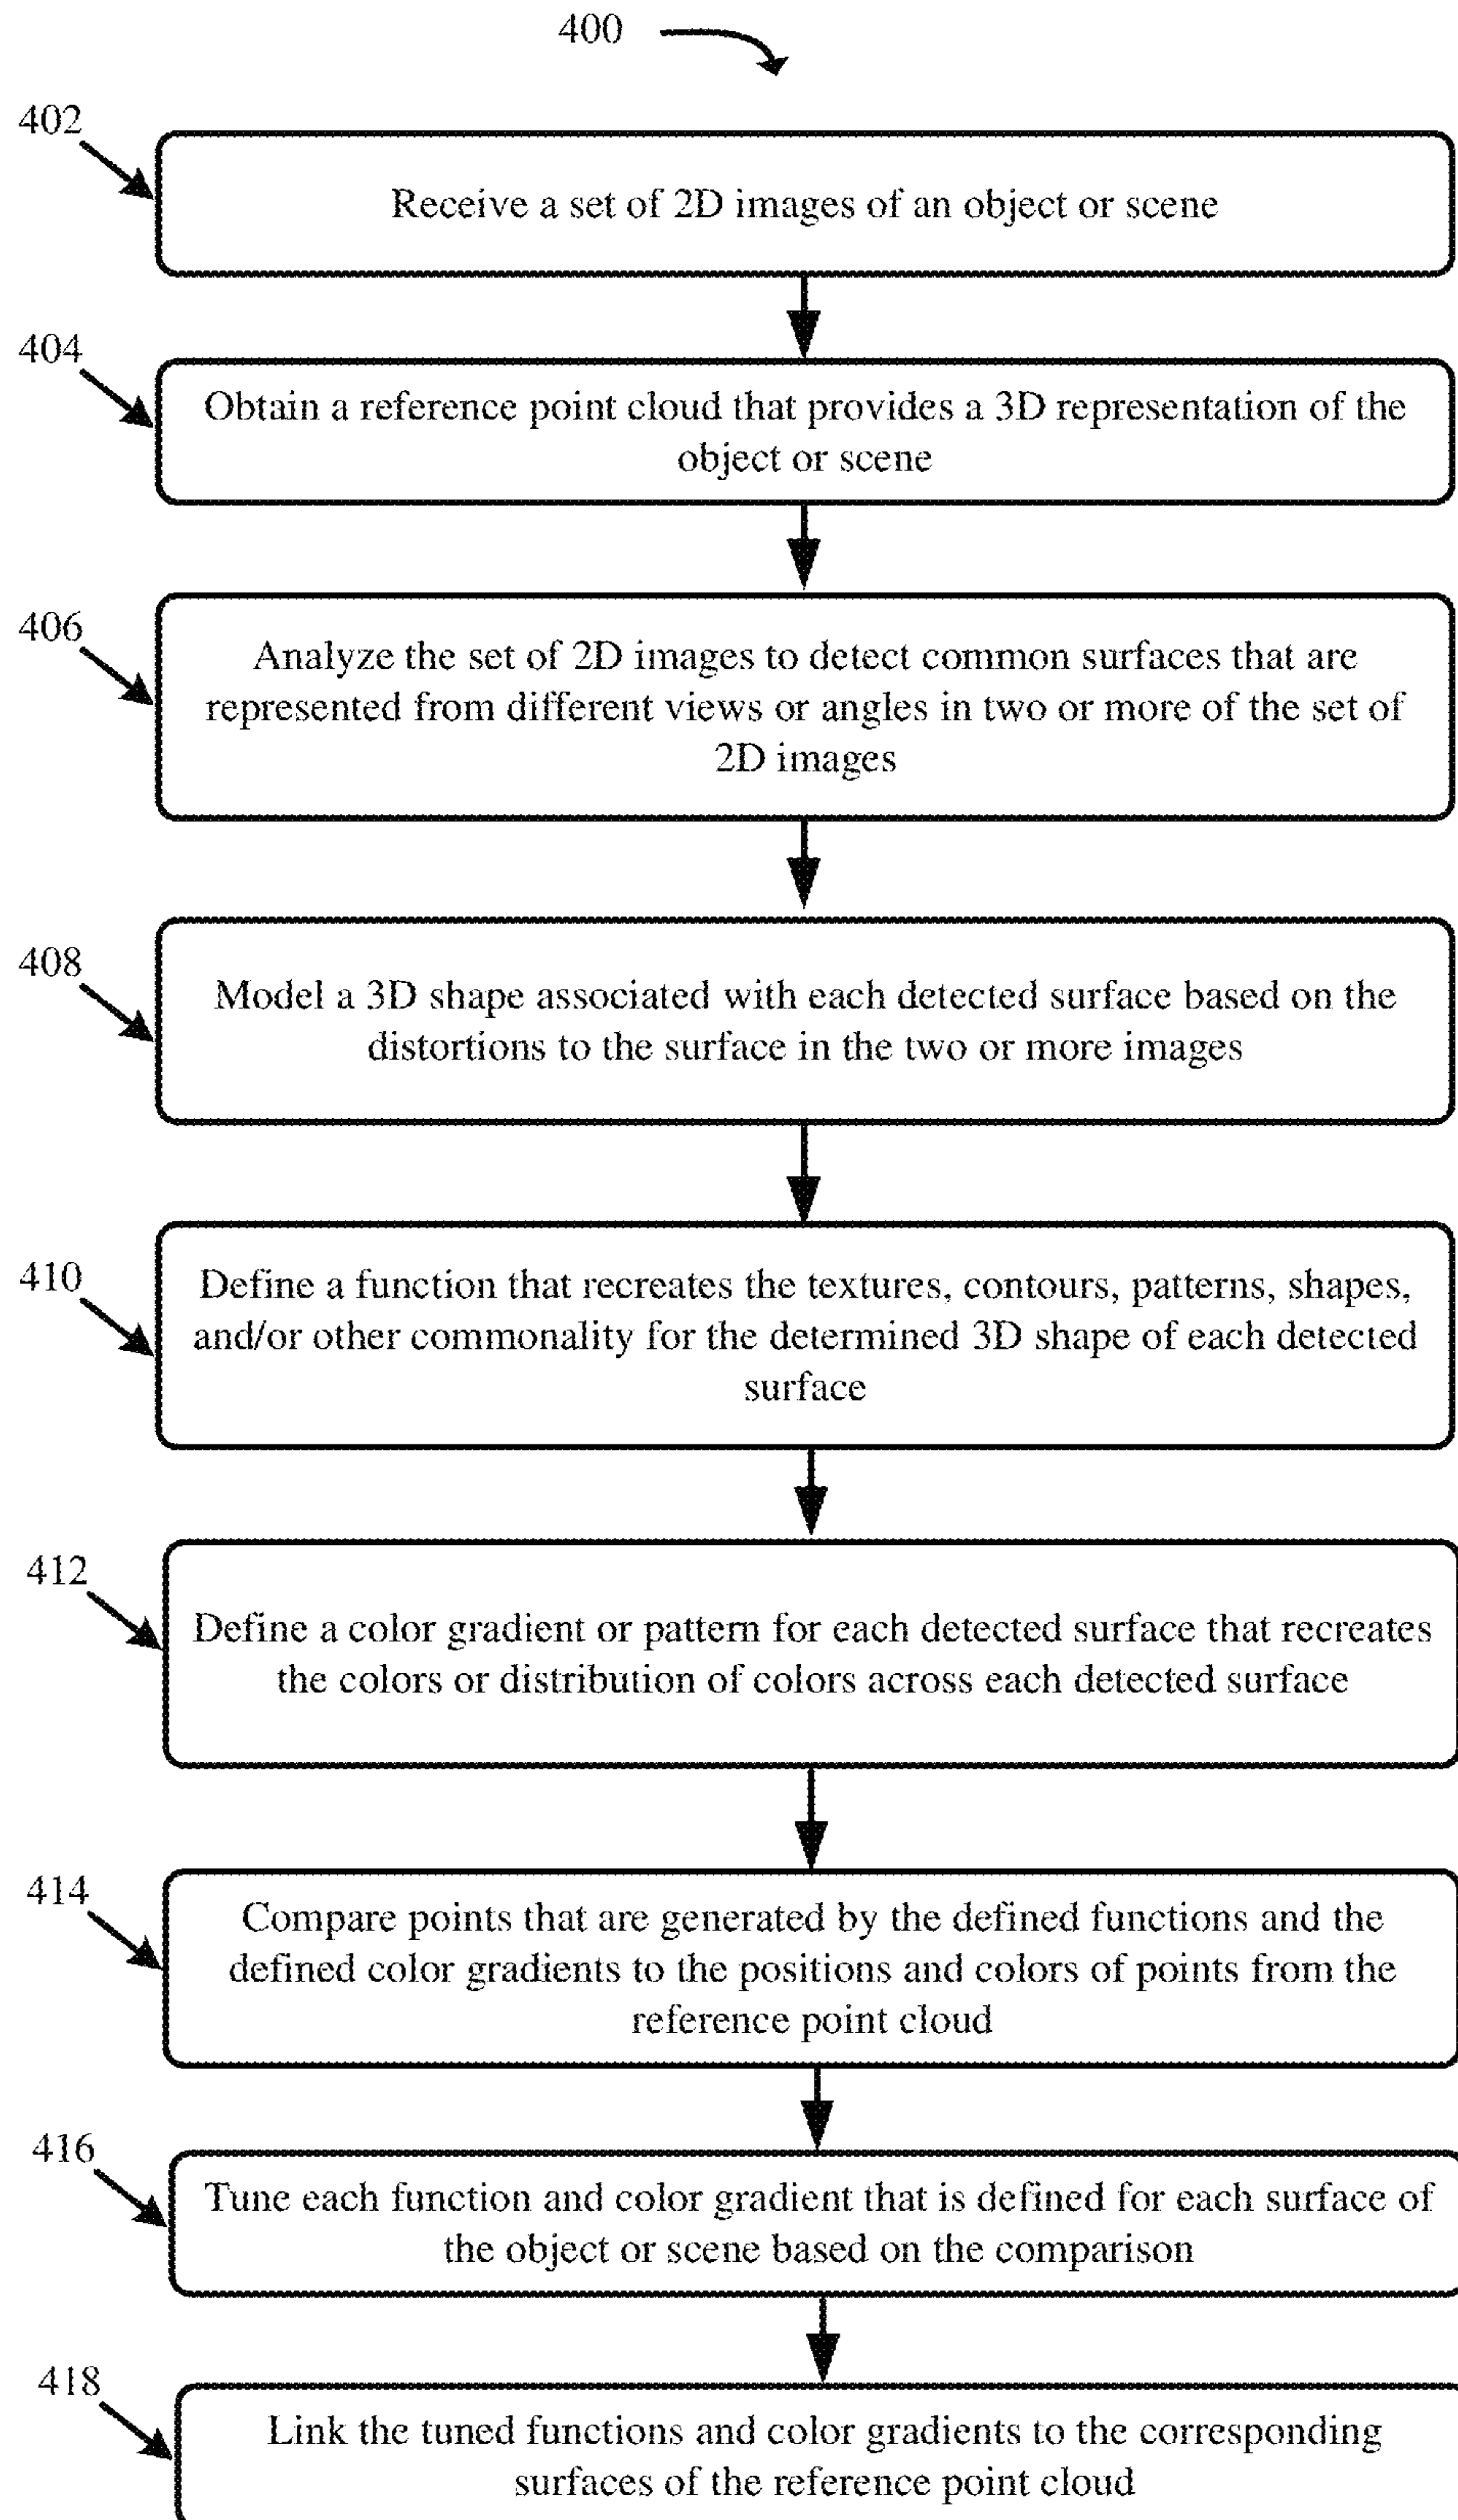 400
402
Receive a set of 2D images of an object or scene
404
Obtain a reference point cloud that provides a 3D representation of the
object or scene
406
Analyze the set of 2D images to detect common surfaces that are
represented from different views or angles in two or more of the set of
2D images
408
Model a 3D shape associated with each detected surface based on the
distortions to the surface in the two or more images
410
Define a function that recreates the textures, contours, patterns, shapes,
and/or other commonality for the determined 3D shape of each detected
surface
412
Define a color gradient or pattern for each detected surface that recreates
the colors or distribution of colors across each detected surface
414
Compare points that are generated by the defined functions and the
defined color gradients to the positions and colors of points from the
reference point cloud
416
Tune each function and color gradient that is defined for each surface of
the object or scene based on the comparison
418
Link the tuned functions and color gradients to the corresponding
surfaces of the reference point cloud